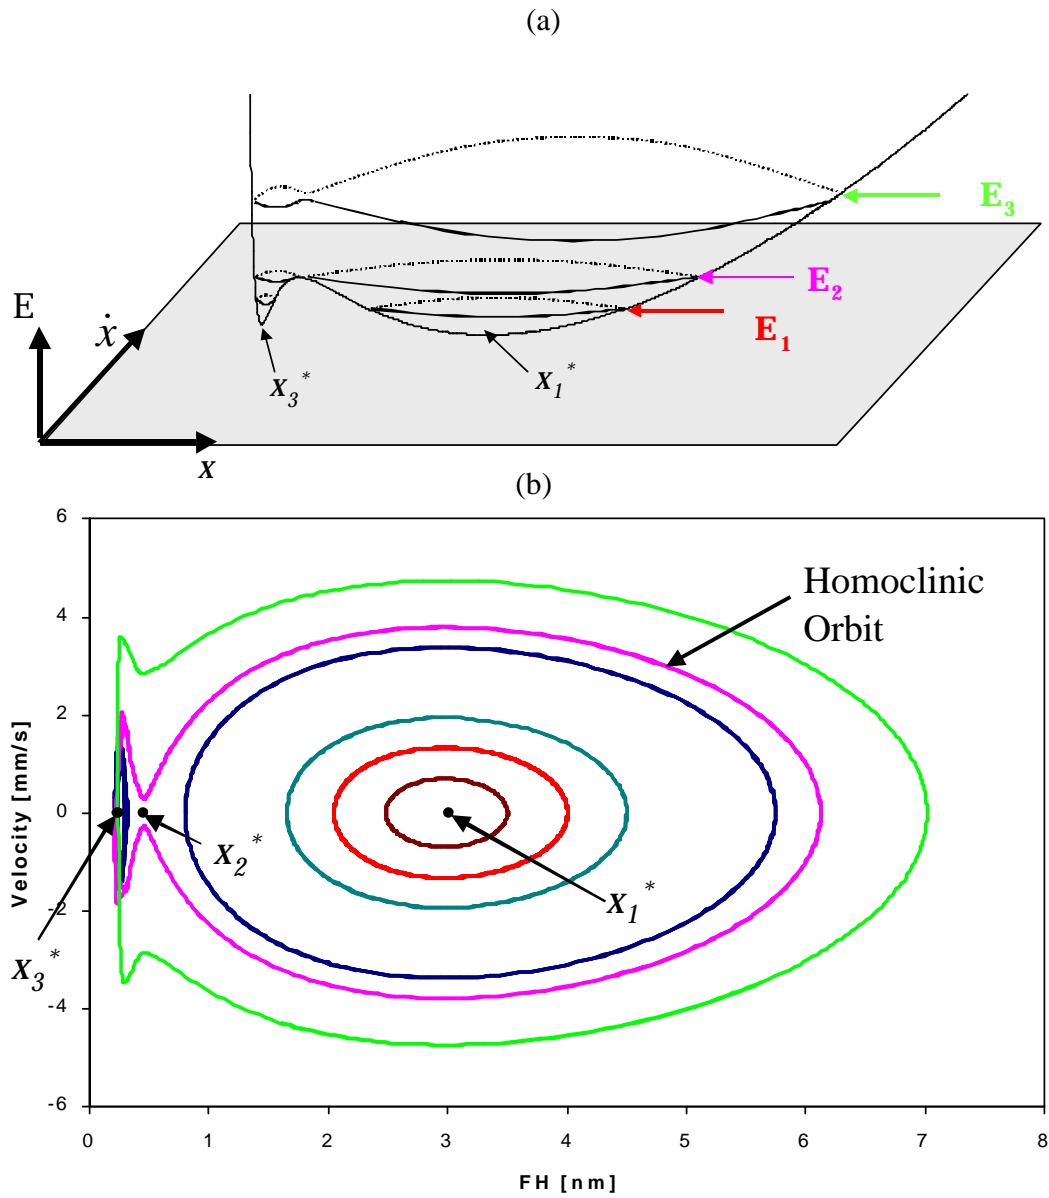 (a)
E₃
E
ẋ
E₂
E₁
x₃*
x₁*
x
(b)
6
Homoclinic
Orbit
4
2
Velocity [mm/s]
0
x₂*
x₁*
-2
x₃*
-4
-6
0 1 2 3 4 5 6 7 8
FH [nm]